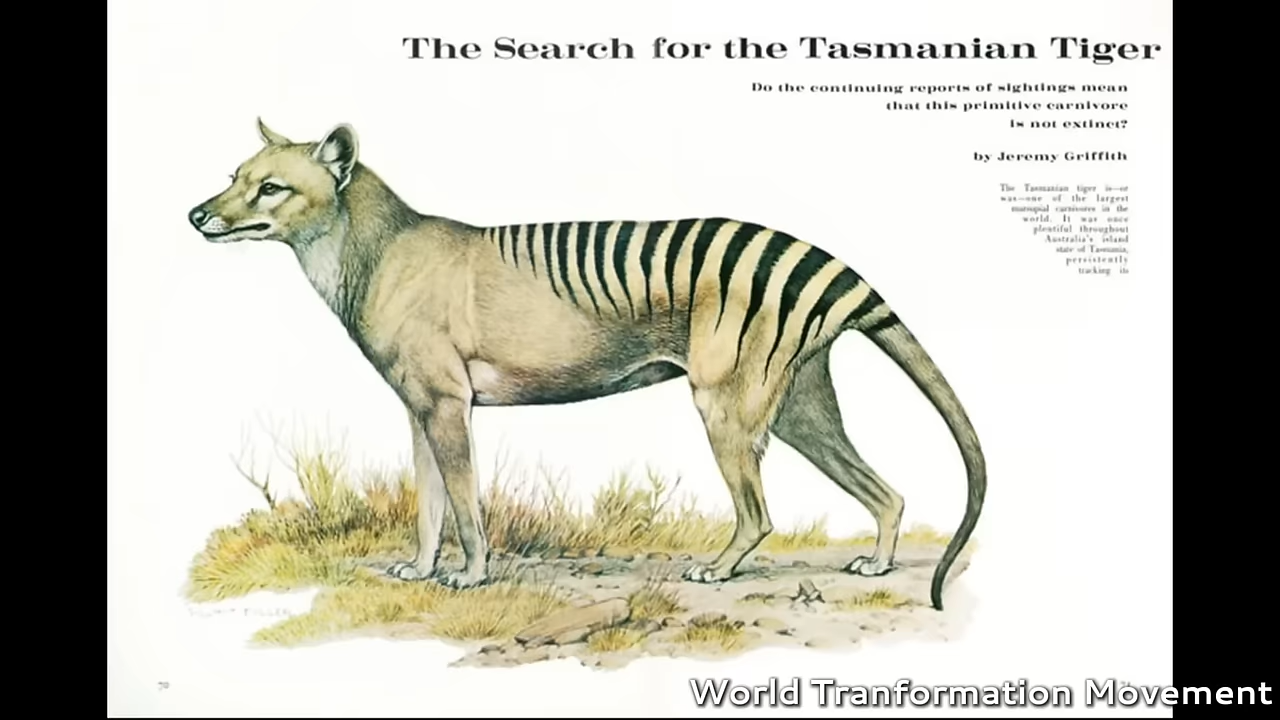 The Search for the Tasmanian Tiger
Do the continuing reports of sightings mean
that this primitive carnivore
is not extinct?
by Jeremy Griffith
The Tasmanian tiger is—or
was—one of the largest
marsupial carnivores in the
world. It was once
plentiful throughout
Australia's island
state of Tasmania,
persistently
tracking its
70
World Tranformation Movement